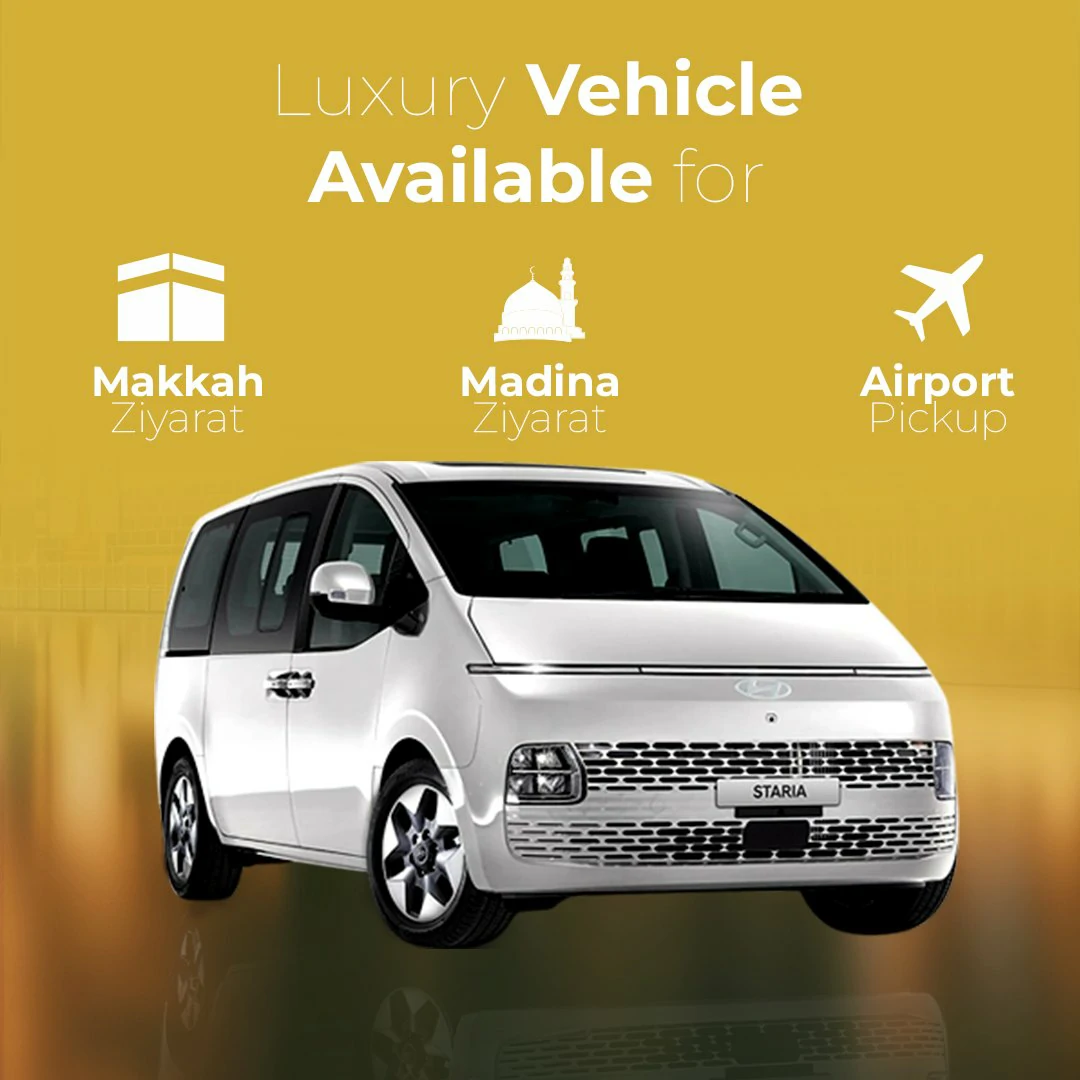 Luxury Vehicle
Available for
Makkah
Ziyarat
Madina
Ziyarat
Airport
Pickup
STARIA